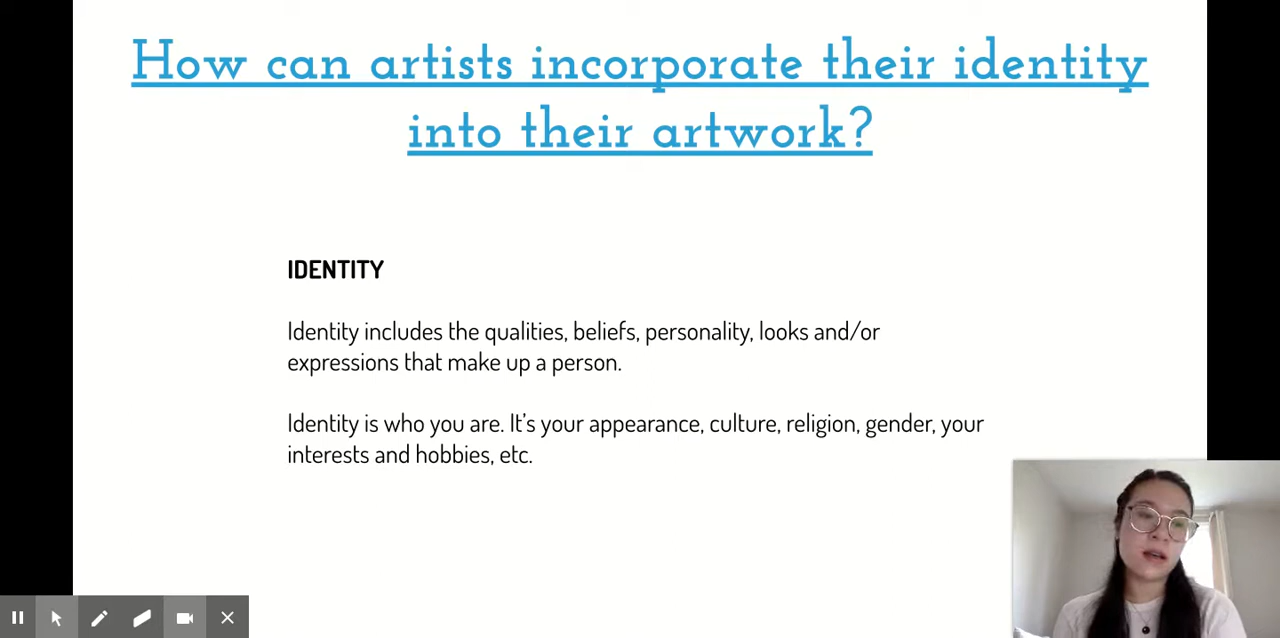 How can artists incorporate their identity
into their artwork?
IDENTITY
Identity includes the qualities, beliefs, personality, looks and/or
expressions that make up a person.
Identity is who you are. It’s your appearance, culture, religion, gender, your
interests and hobbies, etc.